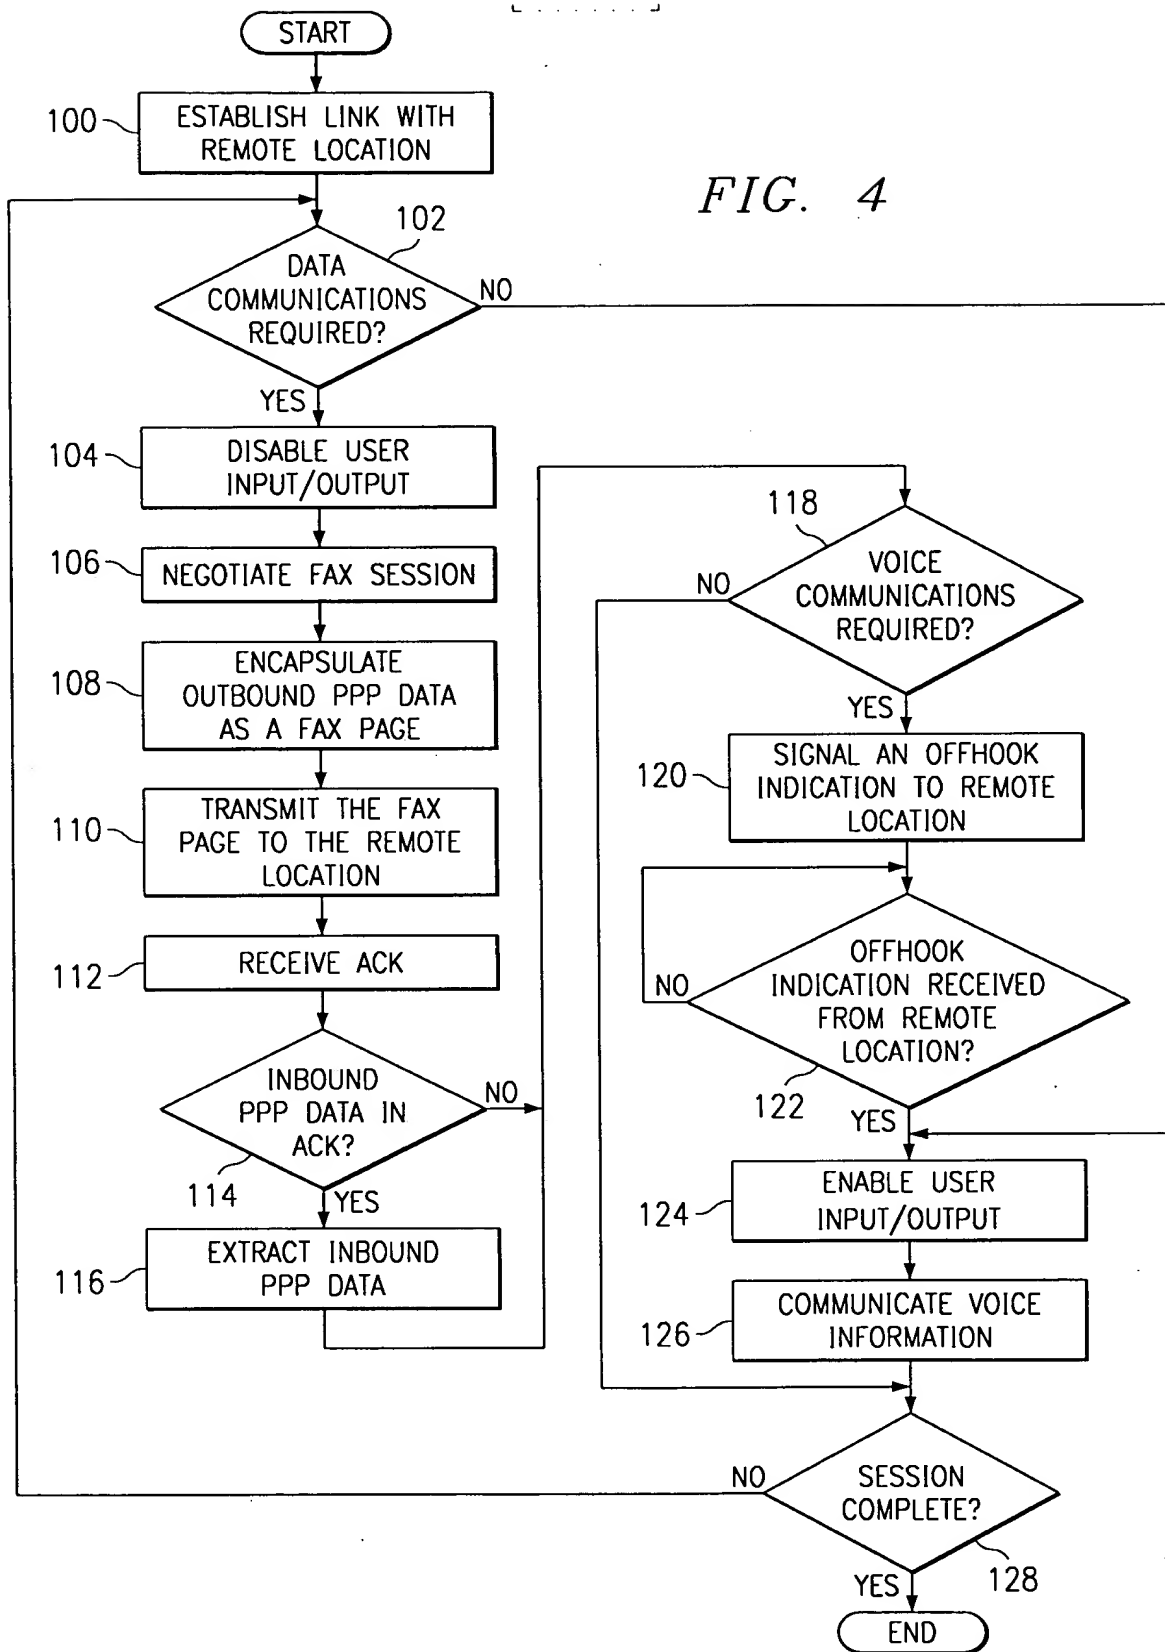 START
100
ESTABLISH LINK WITH
REMOTE LOCATION
FIG. 4
102
DATA
COMMUNICATIONS
REQUIRED?
NO
YES
104
DISABLE USER
INPUT/OUTPUT
106
NEGOTIATE FAX SESSION
108
ENCAPSULATE
OUTBOUND PPP DATA
AS A FAX PAGE
110
TRANSMIT THE FAX
PAGE TO THE REMOTE
LOCATION
112
RECEIVE ACK
INBOUND
PPP DATA IN
ACK?
NO
114
YES
116
EXTRACT INBOUND
PPP DATA
118
VOICE
COMMUNICATIONS
REQUIRED?
NO
YES
120
SIGNAL AN OFFHOOK
INDICATION TO REMOTE
LOCATION
OFFHOOK
INDICATION RECEIVED
FROM REMOTE
LOCATION?
NO
122
YES
124
ENABLE USER
INPUT/OUTPUT
126
COMMUNICATE VOICE
INFORMATION
NO
SESSION
COMPLETE?
128
YES
END